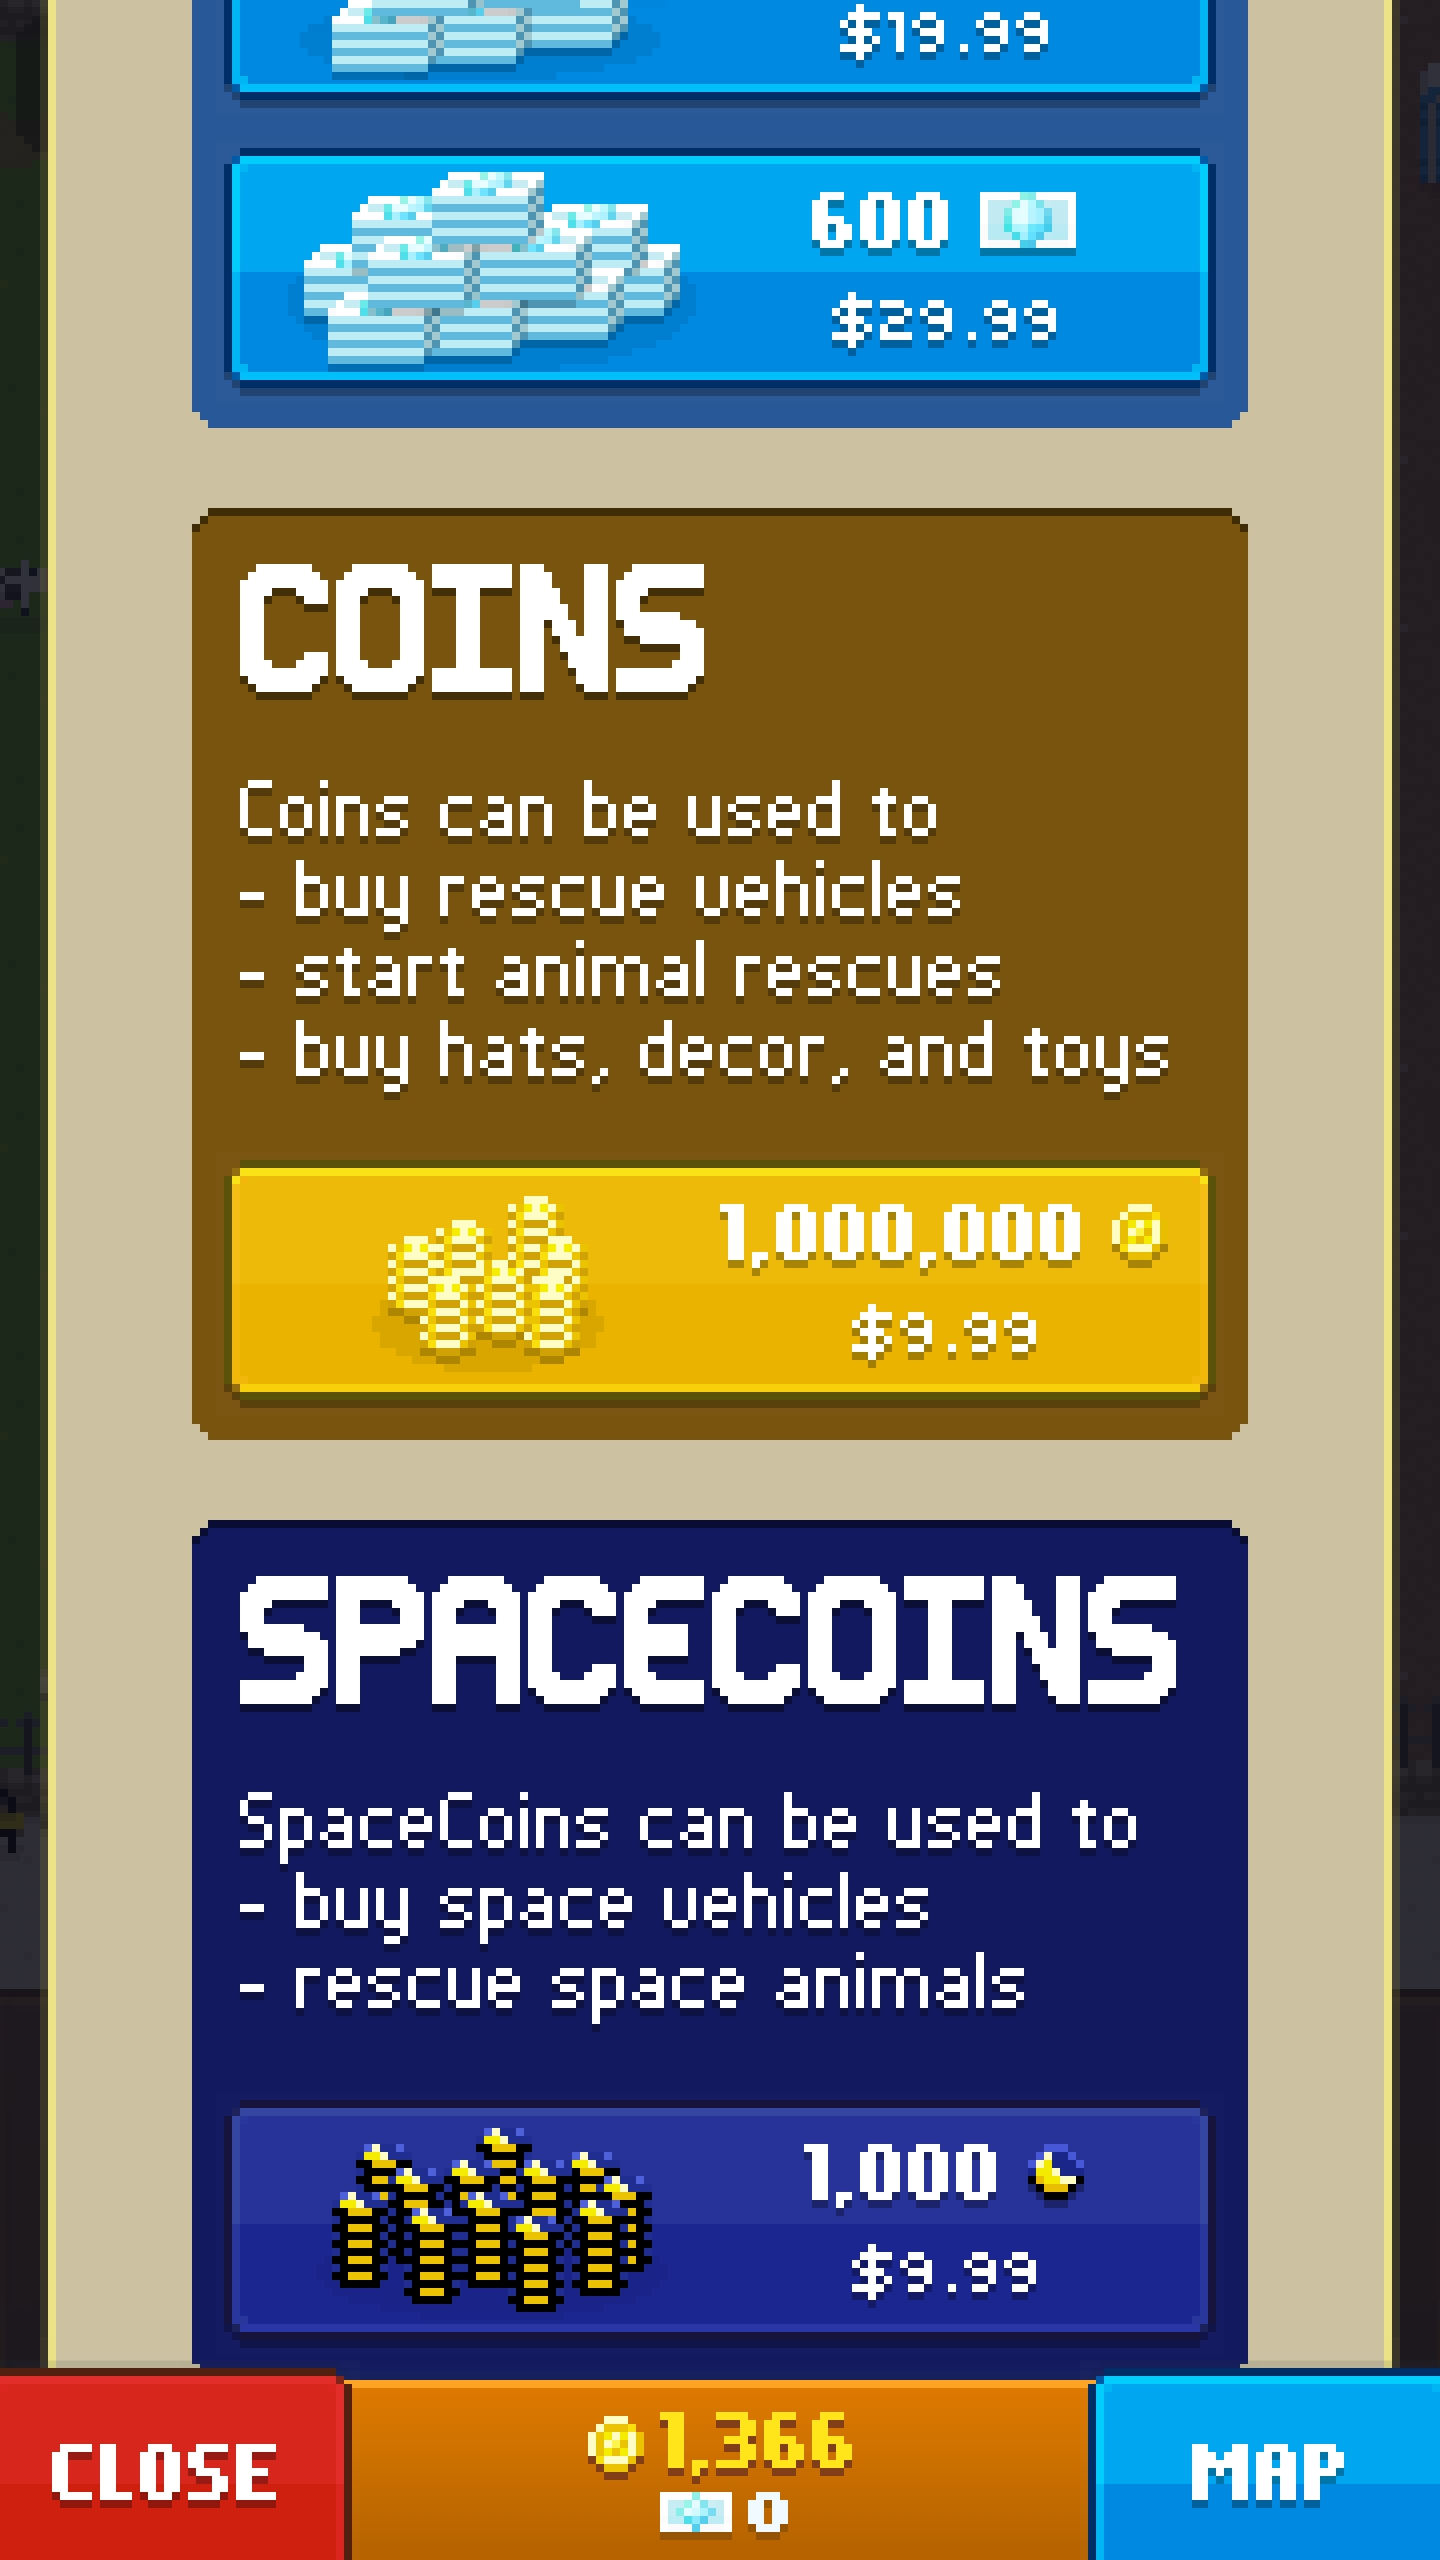 $19.99
600
$29.99
COINS
Coins can be used to
- buy rescue vehicles
- start animal rescues
- buy hats, decor, and toys
1,000,000
$9.99
SPACECOINS
SpaceCoins can be used to
- buy space vehicles
- rescue space animals
1,000
$9.99
CLOSE
1,366
0
MAP